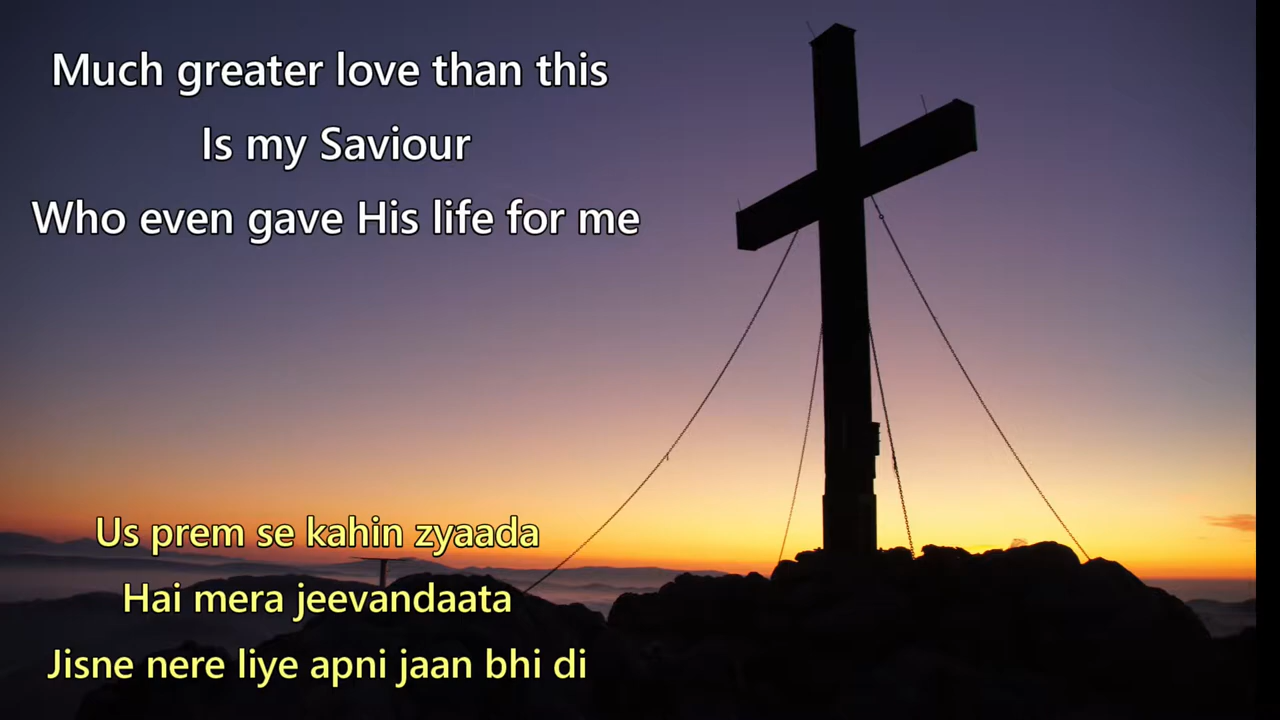 Much greater love than this
Is my Saviour
Who even gave His life for me
Us prem se kahin zyaada
Hai mera jeevandaata
Jisne nere liye apni jaan bhi di